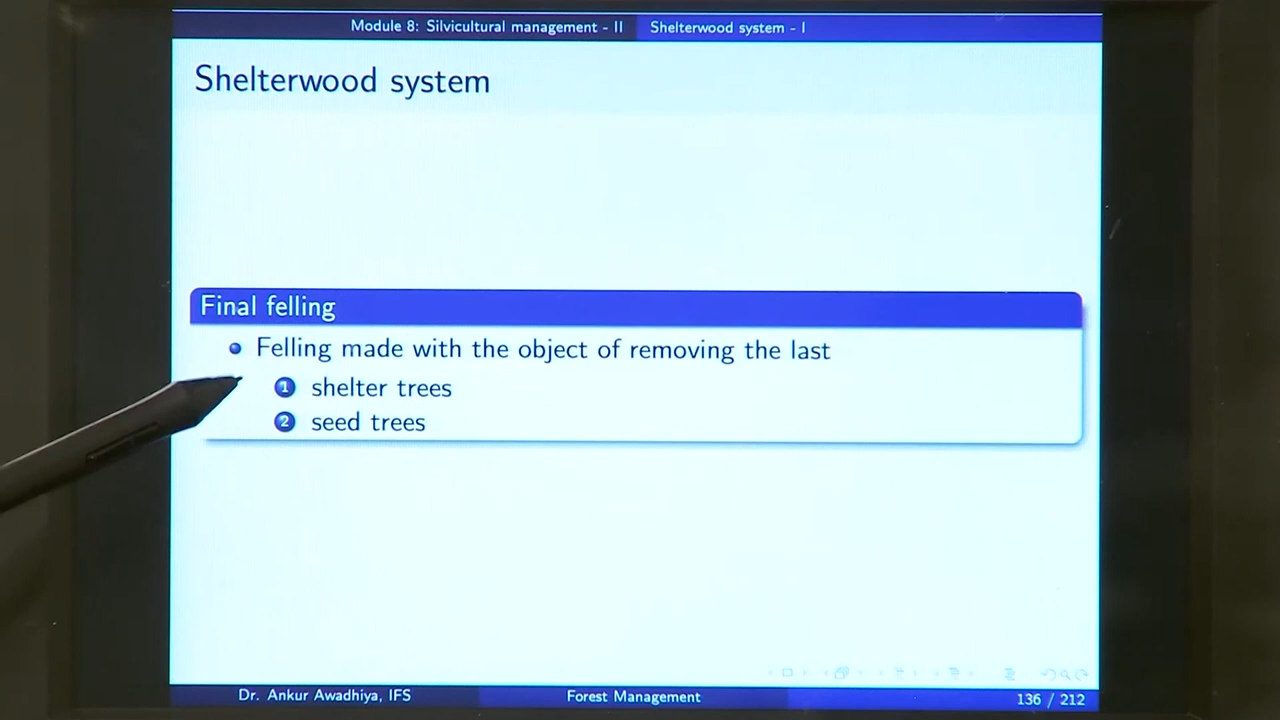 Module 8: Silvicultural management - II Shelterwood system - I
Shelterwood system
Final felling
Felling made with the object of removing the last
1 shelter trees
2 seed trees
Dr. Ankur Awadhiya, IFS Forest Management 136 / 212